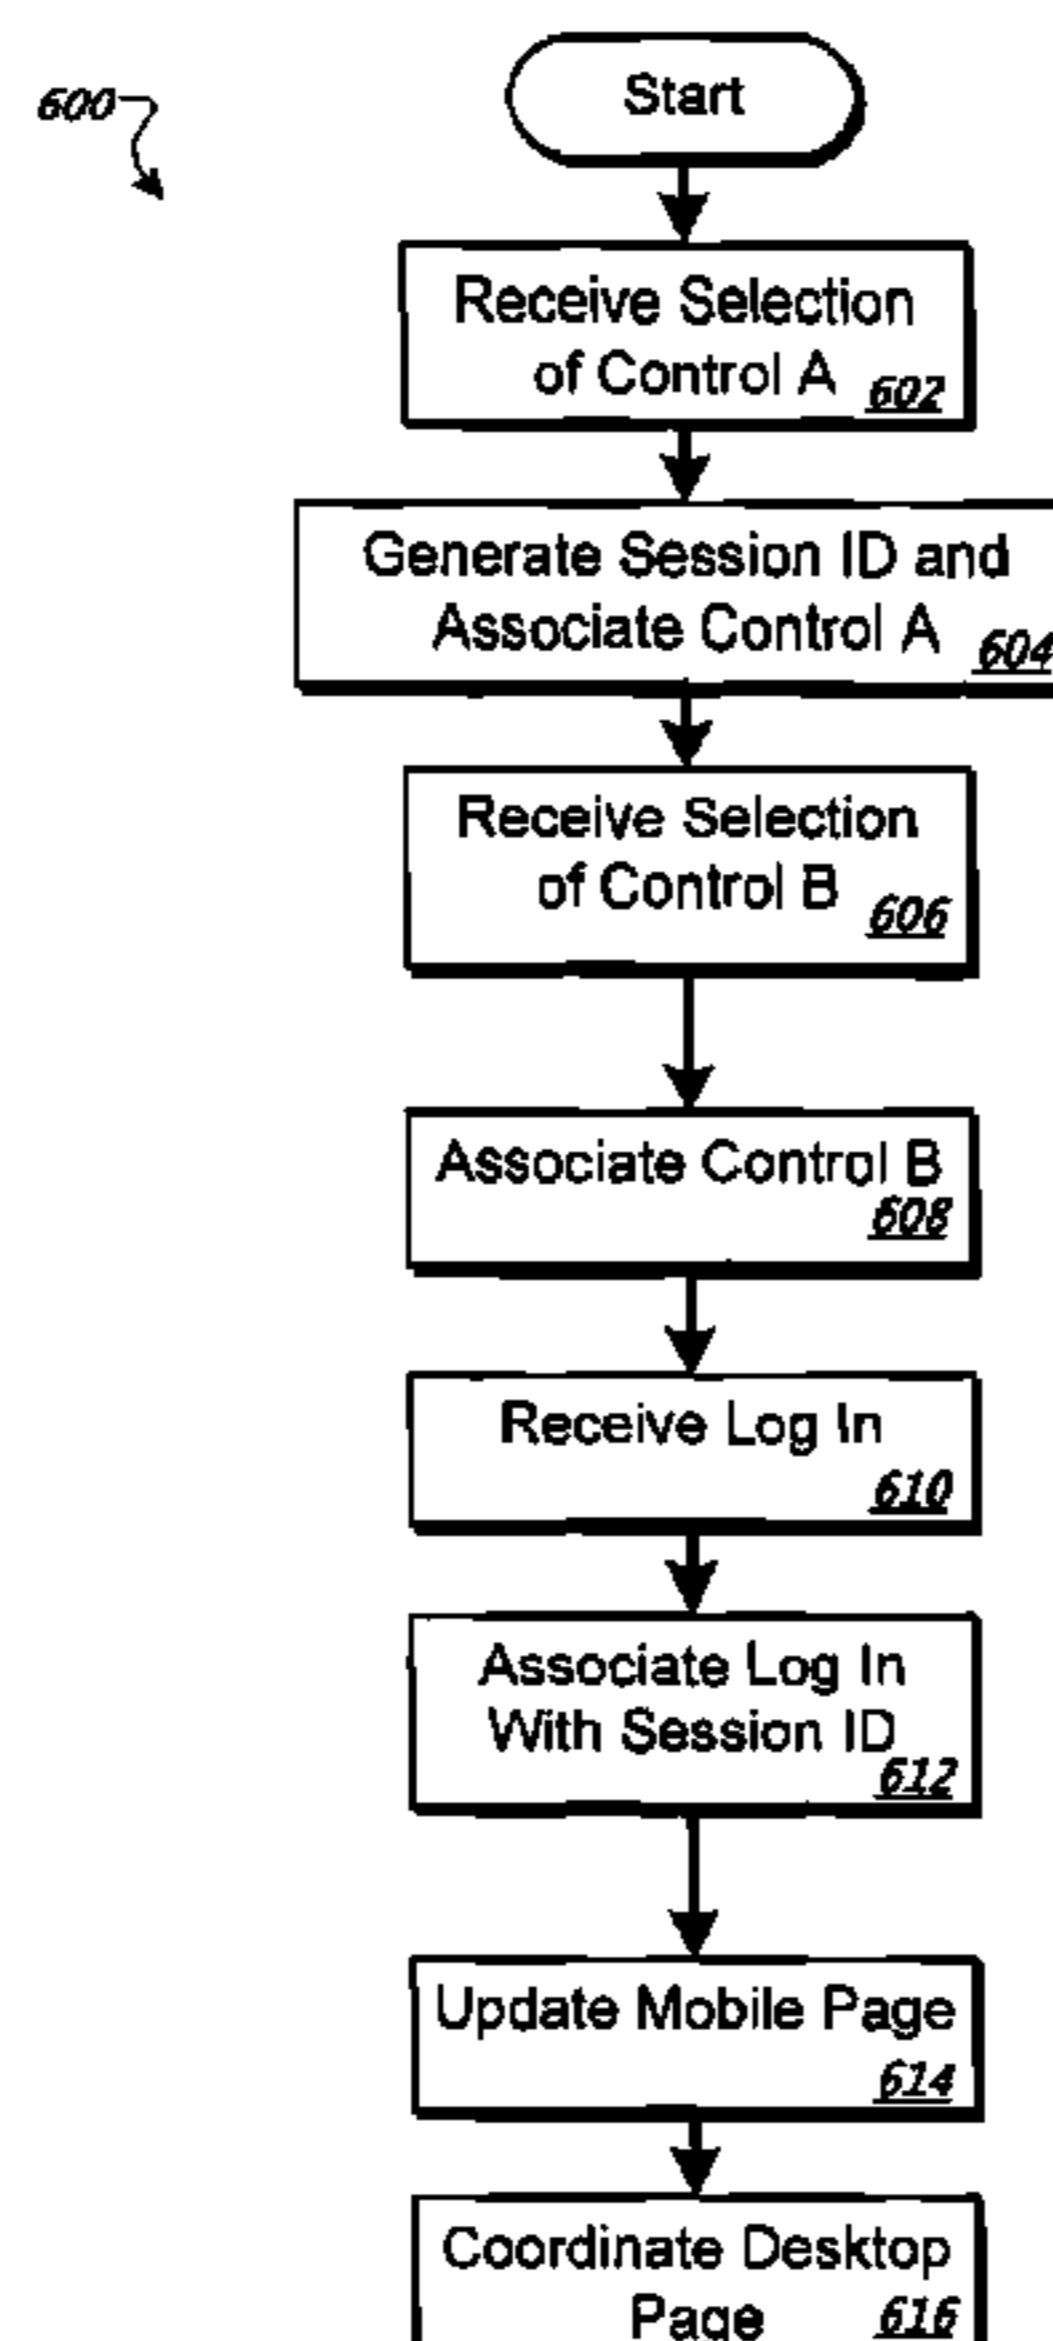 600
Start
Receive Selection
of Control A 602
Generate Session ID and
Associate Control A 604
Receive Selection
of Control B 606
Associate Control B
608
Receive Log In
610
Associate Log In
With Session ID
612
Update Mobile Page
614
Coordinate Desktop
Page 616